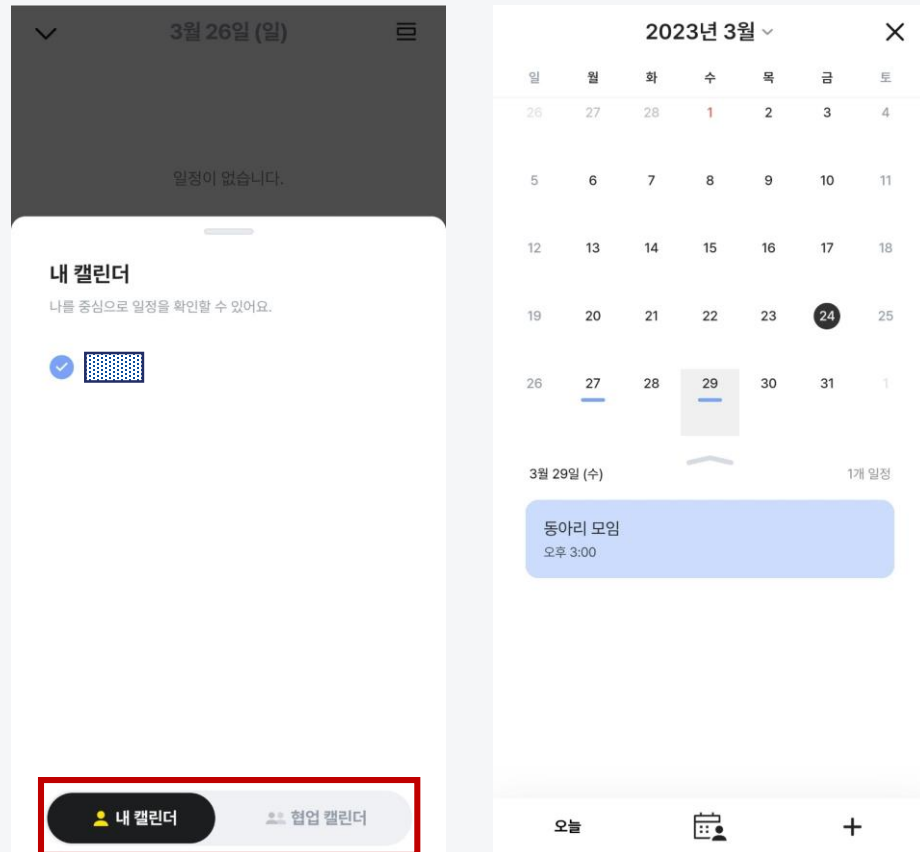 3월 26일 (일)
일정이 없습니다.
내 캘린더
나를 중심으로 일정을 확인할 수 있어요.
내 캘린더
협업 캘린더
2023년 3월
일 월 화 수 목 금 토
26 27 28 1 2 3 4
5 6 7 8 9 10 11
12 13 14 15 16 17 18
19 20 21 22 23 24 25
26 27 28 29 30 31 1
3월 29일 (수)
1개 일정
동아리 모임
오후 3:00
오늘